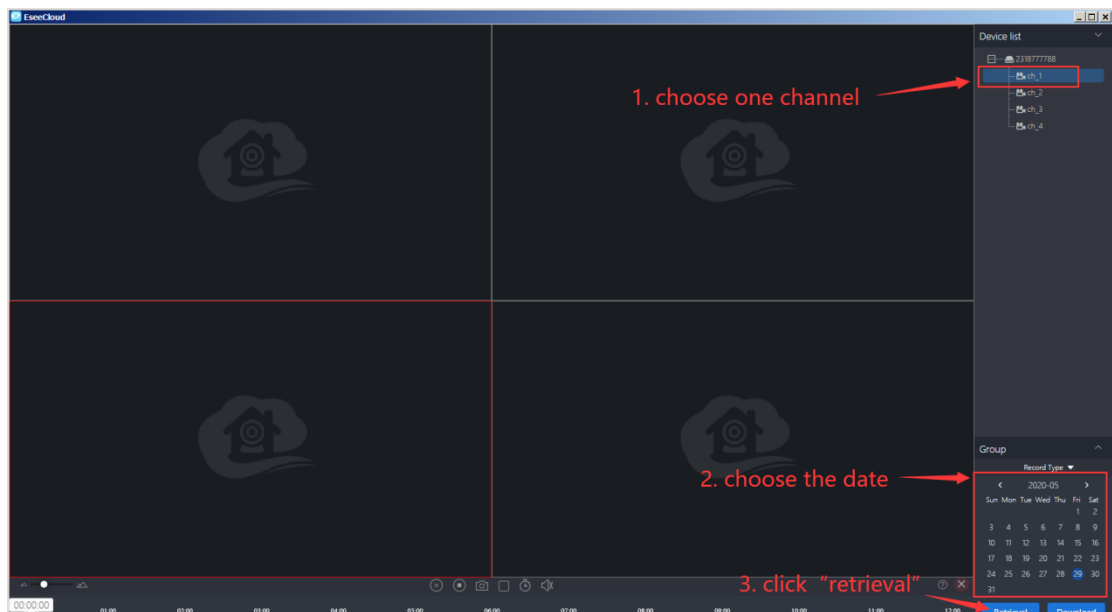 EseeCloud
Device list
2318777788
ch_1
ch_2
ch_3
ch_4
1. choose one channel
Group
Record Type
2. choose the date
2020-05
Sun Mon Tue Wed Thu Fri Sat
1 2
3 4 5 6 7 8 9
10 11 12 13 14 15 16
17 18 19 20 21 22 23
24 25 26 27 28 29 30
31
3. click “retrieval”
Retrieval Download
00:00:00 01:00 02:00 03:00 04:00 05:00 06:00 07:00 08:00 09:00 10:00 11:00 12:00